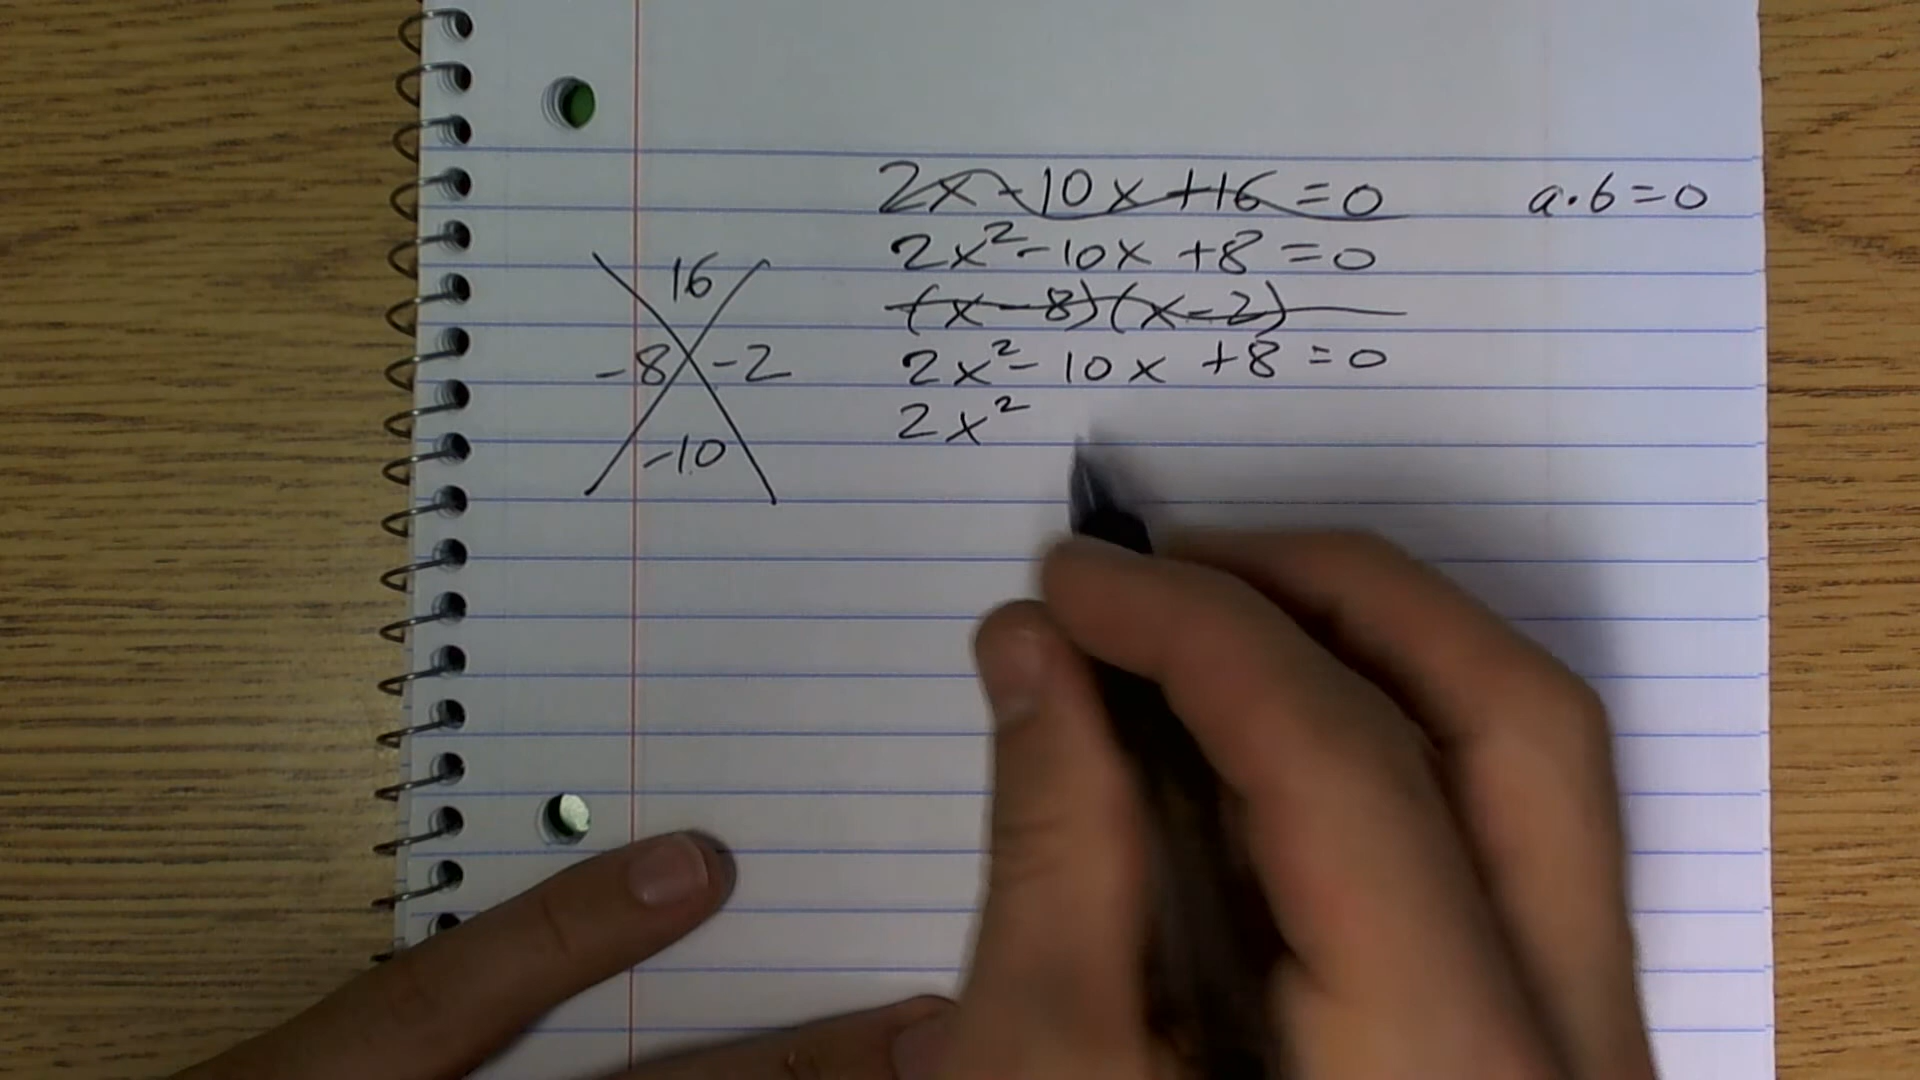 2x-10x+16=0 a·b=0
2x²-10x+8=0
(x-8)(x-2)
2x²-10x+8=0
2x²
16
-8 -2
-10